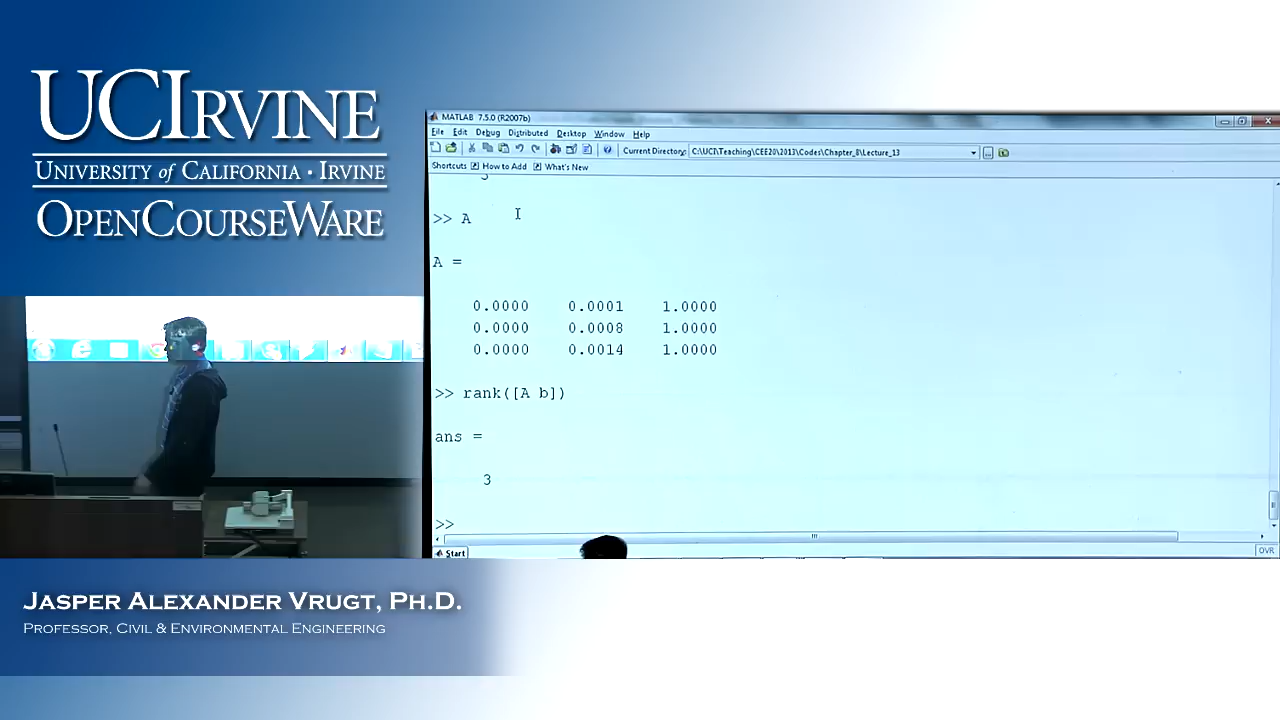 UCIRVINE
UNIVERSITY of CALIFORNIA · IRVINE
OPENCOURSEWARE
MATLAB 7.5.0 (R2007b)
File Edit Debug Distributed Desktop Window Help
Current Directory: C:\UCI\Teaching\CEE20\2013\Codes\Chapter_8\Lecture_13
Shortcuts How to Add What's New
>> A
A =
0.0000 0.0001 1.0000
0.0000 0.0008 1.0000
0.0000 0.0014 1.0000
>> rank([A b])
ans =
3
>>
Start
OVR
JASPER ALEXANDER VRUGT, PH.D.
PROFESSOR, CIVIL & ENVIRONMENTAL ENGINEERING